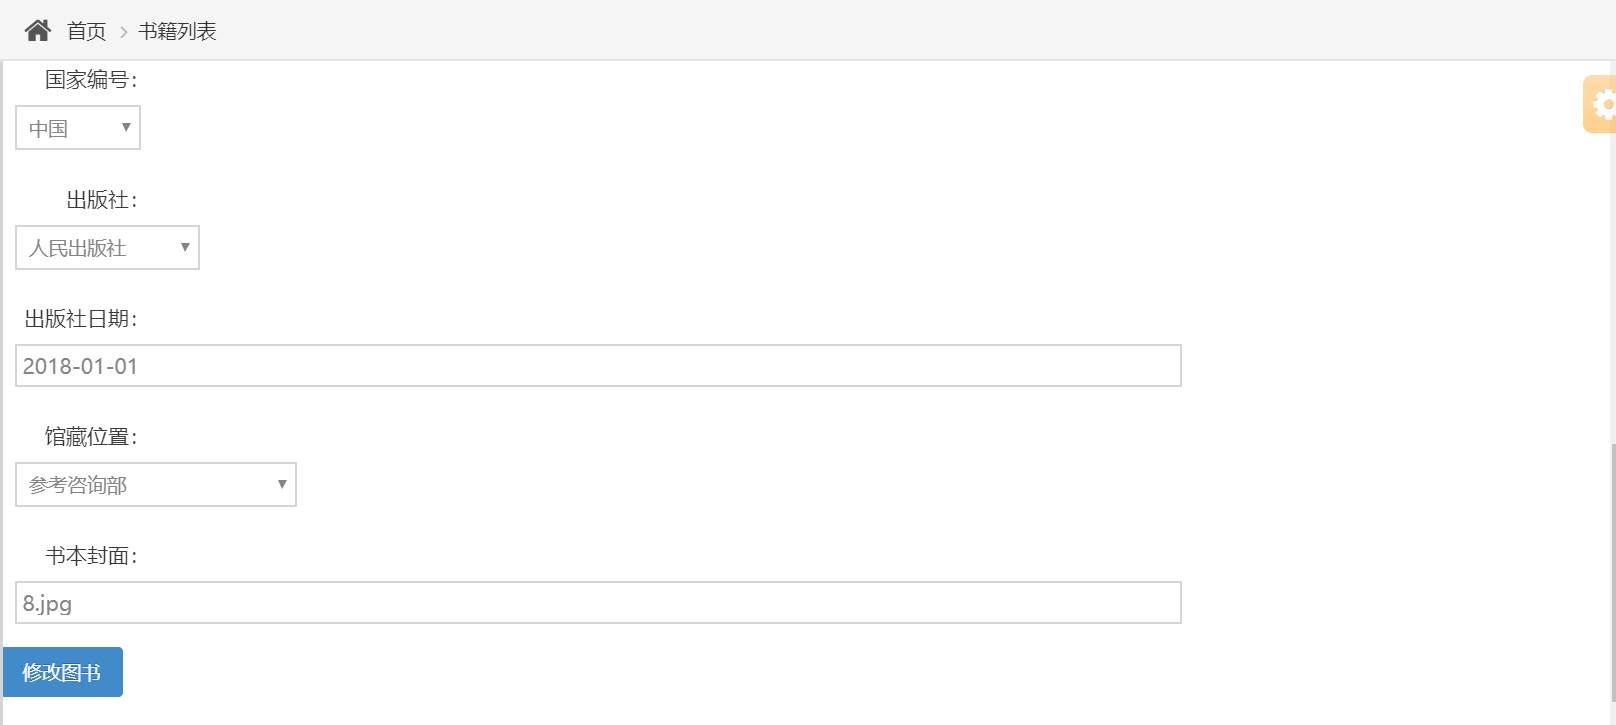 首页 > 书籍列表
国家编号：
中国
出版社：
人民出版社
出版社日期：
2018-01-01
馆藏位置：
参考咨询部
书本封面：
8.jpg
修改图书